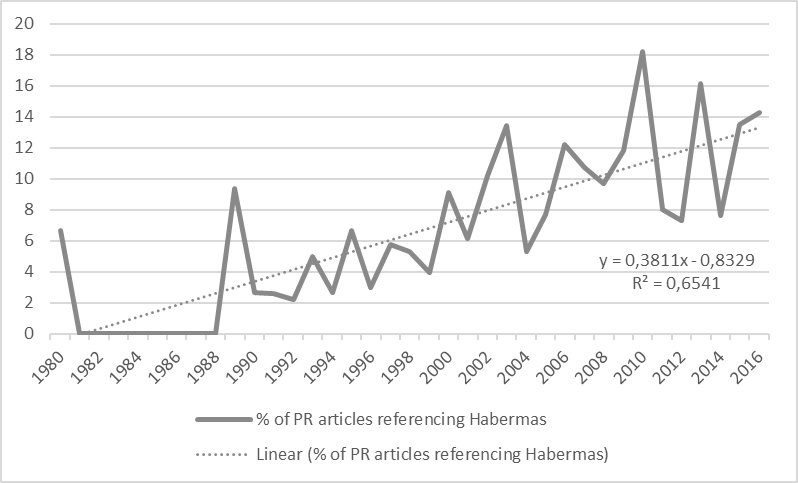 20
18
16
14
12
10
8
6
4
2
0
y = 0,3811x - 0,8329
R² = 0,6541
1980 1982 1984 1986 1988 1990 1992 1994 1996 1998 2000 2002 2004 2006 2008 2010 2012 2014 2016
% of PR articles referencing Habermas
Linear (% of PR articles referencing Habermas)